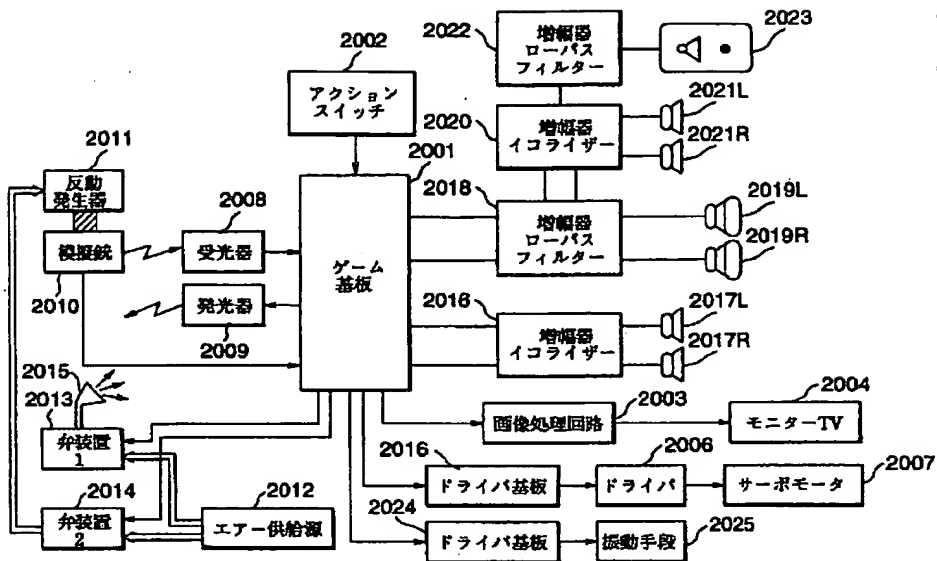 2022
増幅器
ローパス
フィルター
2023
2002
アクション
スイッチ
2020
増幅器
イコライザー
2021L
2021R
2011
反動
発生器
2001
2018
増幅器
ローパス
フィルター
2019L
2019R
2008
模擬銃
受光器
2010
ゲーム
基板
発光器
2009
2016
増幅器
イコライザー
2017L
2017R
2015
2013
弁装置
1
2003
画像処理回路
2004
モニターTV
2014
弁装置
2
2012
エアー供給源
2016
ドライバ基板
2006
ドライバ
2007
サーボモータ
2024
ドライバ基板
2025
振動手段